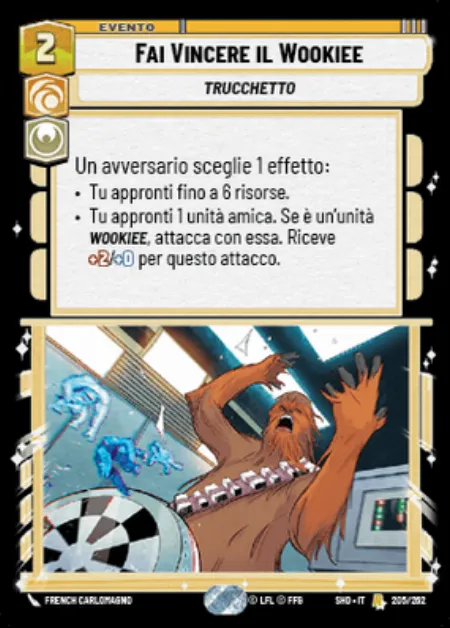 2
EVENTO
FAI VINCERE IL WOOKIEE
TRUCCHETTO
Un avversario sceglie 1 effetto:
• Tu appronti fino a 6 risorse.
• Tu appronti 1 unità amica. Se è un'unità
WOOKIEE, attacca con essa. Riceve
+2/+0 per questo attacco.
FRENCH CARLOMAGNO
© LFL © FFG
SHD • IT
205/262